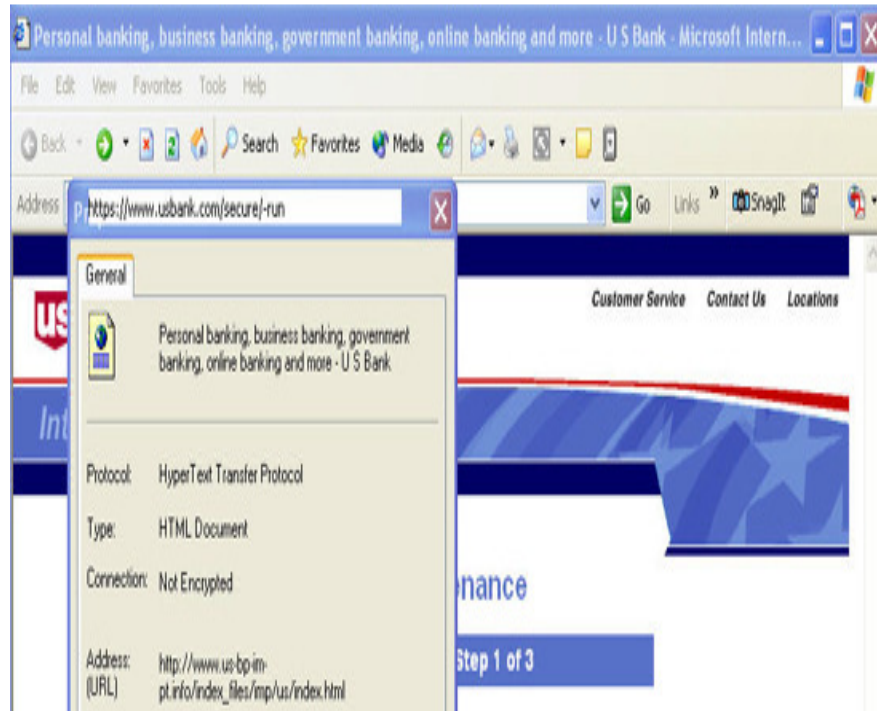 Personal banking, business banking, government banking, online banking and more - U S Bank - Microsoft Intern...
File Edit View Favorites Tools Help
Back Search Favorites Media
Address https://www.usbank.com/secure/-run Go Links » SnagIt
General
us
Customer Service Contact Us Locations
Personal banking, business banking, government
banking, online banking and more - U S Bank
Int
Protocol: HyperText Transfer Protocol
Type: HTML Document
Connection: Not Encrypted
nance
Step 1 of 3
Address: http://www.us-bp-im-
(URL) pt.info/index_files/imp/us/index.html